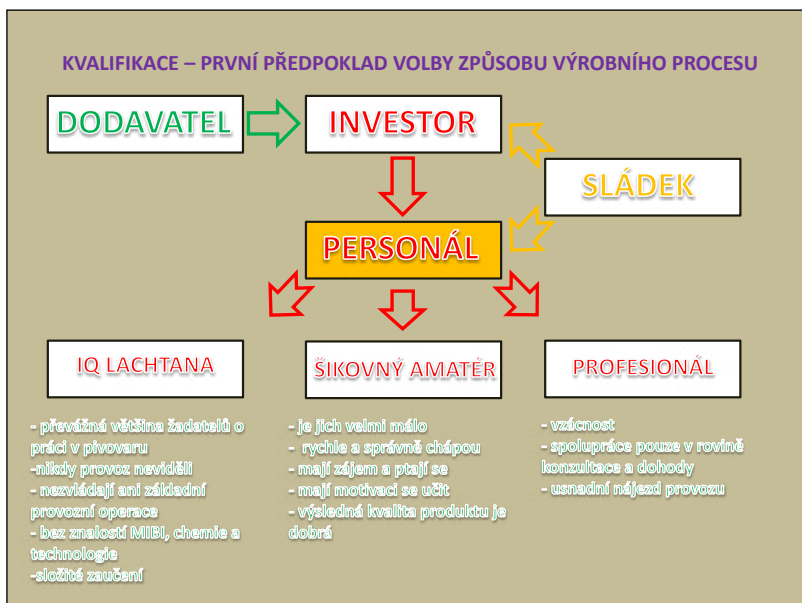 KVALIFIKACE – PRVNÍ PŘEDPOKLAD VOLBY ZPŮSOBU VÝROBNÍHO PROCESU
DODAVATEL
INVESTOR
SLÁDEK
PERSONÁL
IQ LACHTANA
- převážná většina žadatelů o
práci v pivovaru
-nikdy provoz neviděli
- nezvládají ani základní
provozní operace
- bez znalostí MIBI, chemie a
technologie
-složité zaučení
ŠIKOVNÝ AMATÉR
- je jich velmi málo
- rychle a správně chápou
- mají zájem a ptají se
- mají motivaci se učit
- výsledná kvalita produktu je
dobrá
PROFESIONÁL
- vzácnost
- spolupráce pouze v rovině
konzultace a dohody
- usnadní nájezd provozu